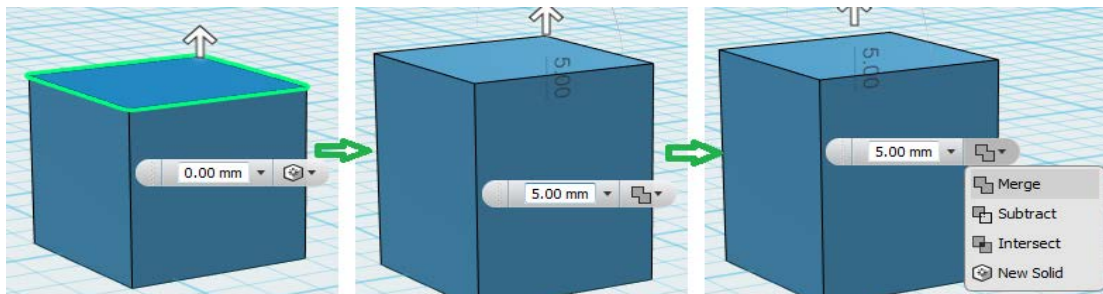 0.00 mm
5.00
5.00 mm
5.00
5.00 mm
Merge
Subtract
Intersect
New Solid